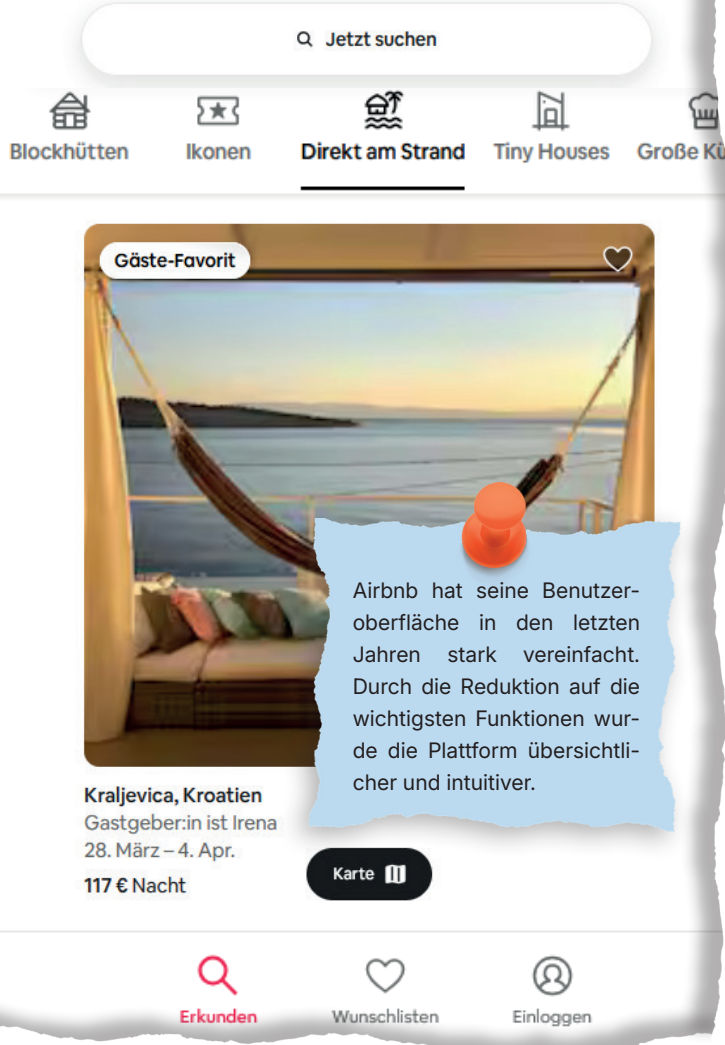 Jetzt suchen
Blockhütten
Ikonen
Direkt am Strand
Tiny Houses
Große Kü
Gäste-Favorit
Airbnb hat seine Benutzer-
oberfläche in den letzten
Jahren stark vereinfacht.
Durch die Reduktion auf die
wichtigsten Funktionen wur-
de die Plattform übersichtli-
cher und intuitiver.
Kraljevica, Kroatien
Gastgeber:in ist Irena
28. März – 4. Apr.
117 € Nacht
Karte
Erkunden
Wunschlisten
Einloggen